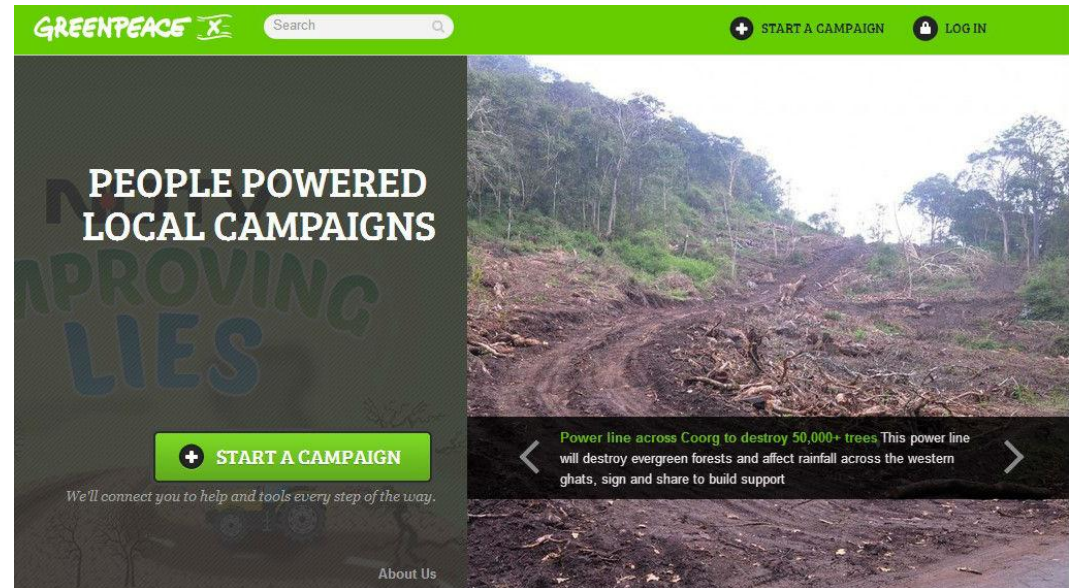 GREENPEACE X
Search
START A CAMPAIGN
LOG IN
PEOPLE POWERED
LOCAL CAMPAIGNS
IMPROVING
LIES
START A CAMPAIGN
We'll connect you to help and tools every step of the way.
About Us
Power line across Coorg to destroy 50,000+ trees This power line
will destroy evergreen forests and affect rainfall across the western
ghats, sign and share to build support